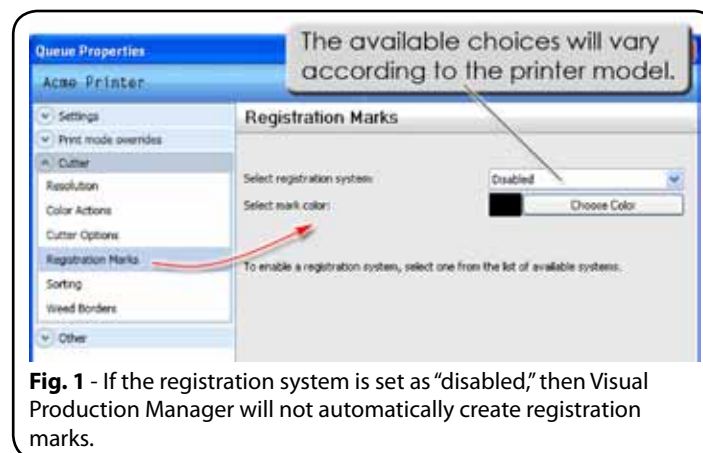 Queue Properties
The available choices will vary
according to the printer model.
Acme Printer
Settings
Print mode overrides
Cutter
Resolution
Color Actions
Cutter Options
Registration Marks
Sorting
Weed Borders
Other
Registration Marks
Select registration system:
Disabled
Select mark color:
Choose Color
To enable a registration system, select one from the list of available systems.
Fig. 1 - If the registration system is set as “disabled,” then Visual
Production Manager will not automatically create registration
marks.